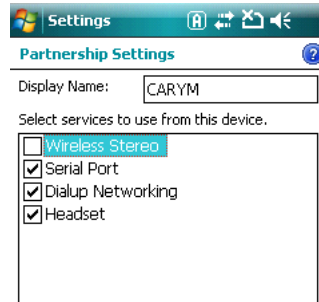 Settings
Partnership Settings
Display Name: CARYM
Select services to use from this device.
Wireless Stereo
Serial Port
Dialup Networking
Headset